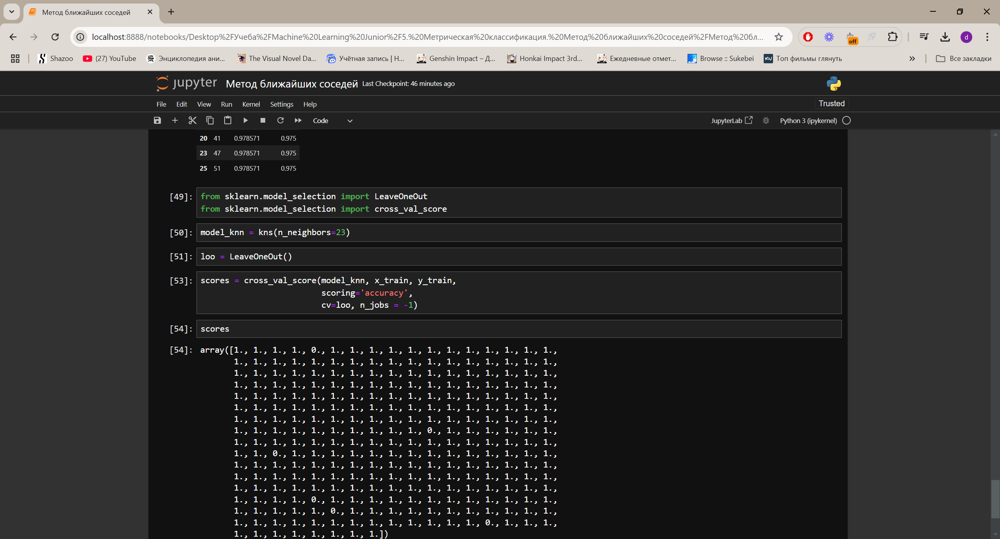 Метод ближайших соседей
localhost:8888/notebooks/Desktop%2FУчеба%2FMachine%20Learning%20Junior%2F5.%20Метрическая%20классификация.%20Метод%20ближайших%20соседей%2FМетод%20бл...
off
d
Shazoo
(27) YouTube
Энциклопедия ани...
The Visual Novel Da...
Учётная запись | H...
Genshin Impact – Д...
Honkai Impact 3rd...
Ежедневные отмет...
Browse :: Sukebei
Топ фильмы глянуть
Все закладки
jupyter Метод ближайших соседей Last Checkpoint: 46 minutes ago
File Edit View Run Kernel Settings Help
Trusted
Code
JupyterLab
Python 3 (ipykernel)
20 41 0.978571 0.975
23 47 0.978571 0.975
25 51 0.978571 0.975
[49]: from sklearn.model_selection import LeaveOneOut
from sklearn.model_selection import cross_val_score
[50]: model_knn = kns(n_neighbors=23)
[51]: loo = LeaveOneOut()
[53]: scores = cross_val_score(model_knn, x_train, y_train,
scoring='accuracy',
cv=loo, n_jobs = -1)
[54]: scores
[54]: array([1., 1., 1., 1., 0., 1., 1., 1., 1., 1., 1., 1., 1., 1., 1., 1., 1.,
1., 1., 1., 1., 1., 1., 1., 1., 1., 1., 1., 1., 1., 1., 1., 1., 1.,
1., 1., 1., 1., 1., 1., 1., 1., 1., 1., 1., 1., 1., 1., 1., 1., 1.,
1., 1., 1., 1., 1., 1., 1., 1., 1., 1., 1., 1., 1., 1., 1., 1., 1.,
1., 1., 1., 1., 1., 1., 1., 1., 1., 1., 1., 1., 1., 1., 1., 1., 1.,
1., 1., 1., 1., 1., 1., 1., 1., 1., 1., 1., 1., 1., 1., 1., 1., 1.,
1., 1., 1., 1., 1., 1., 1., 1., 1., 1., 1., 1., 1., 1., 1., 1., 1.,
1., 1., 1., 1., 1., 1., 1., 1., 1., 1., 0., 1., 1., 1., 1., 1., 1.,
1., 1., 1., 1., 1., 1., 1., 1., 1., 1., 1., 1., 1., 1., 1., 1., 1.,
1., 1., 0., 1., 1., 1., 1., 1., 1., 1., 1., 1., 1., 1., 1., 1., 1.,
1., 1., 1., 1., 1., 1., 1., 1., 1., 1., 1., 1., 1., 1., 1., 1., 1.,
1., 1., 1., 1., 1., 1., 1., 1., 1., 1., 1., 1., 1., 1., 1., 1., 1.,
1., 1., 1., 1., 1., 1., 1., 1., 1., 1., 1., 1., 1., 1., 1., 1., 1.,
1., 1., 1., 1., 0., 1., 1., 1., 1., 1., 1., 1., 1., 1., 1., 1., 1.,
1., 1., 1., 1., 1., 0., 1., 1., 1., 1., 1., 1., 1., 1., 1., 1., 1.,
1., 1., 1., 1., 1., 1., 1., 1., 1., 1., 1., 1., 1., 0., 1., 1., 1.,
1., 1., 1., 1., 1., 1., 1., 1.])